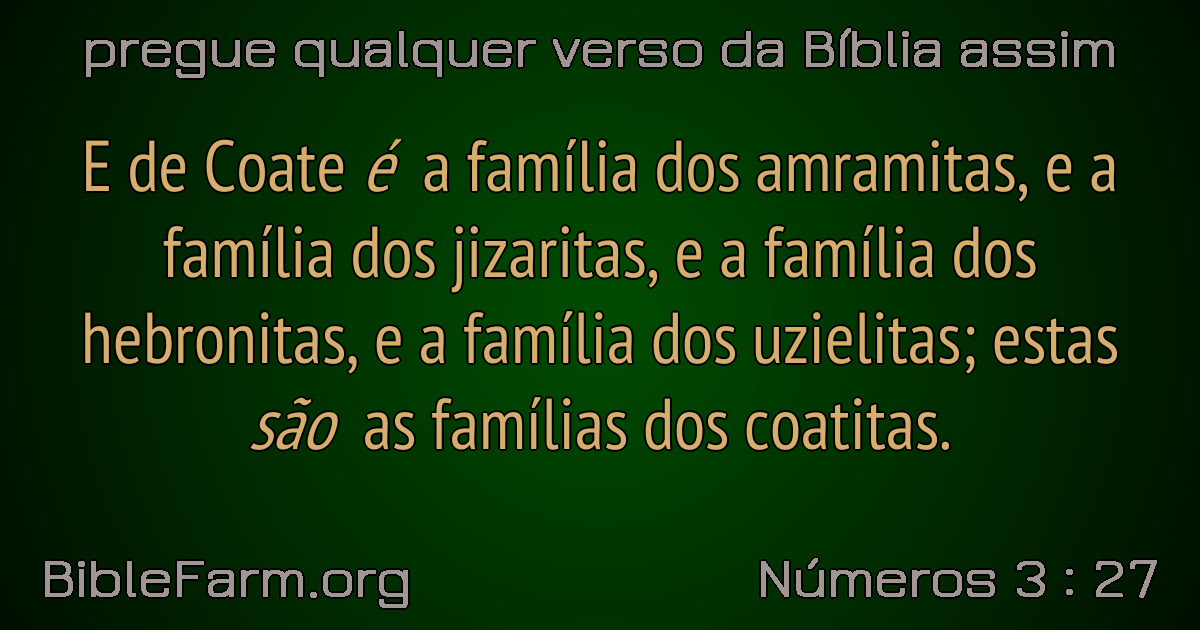 pregue qualquer verso da Bíblia assim
E de Coate é a família dos amramitas, e a
família dos jizaritas, e a família dos
hebronitas, e a família dos uzielitas; estas
são as famílias dos coatitas.
BibleFarm.org
Números 3 : 27